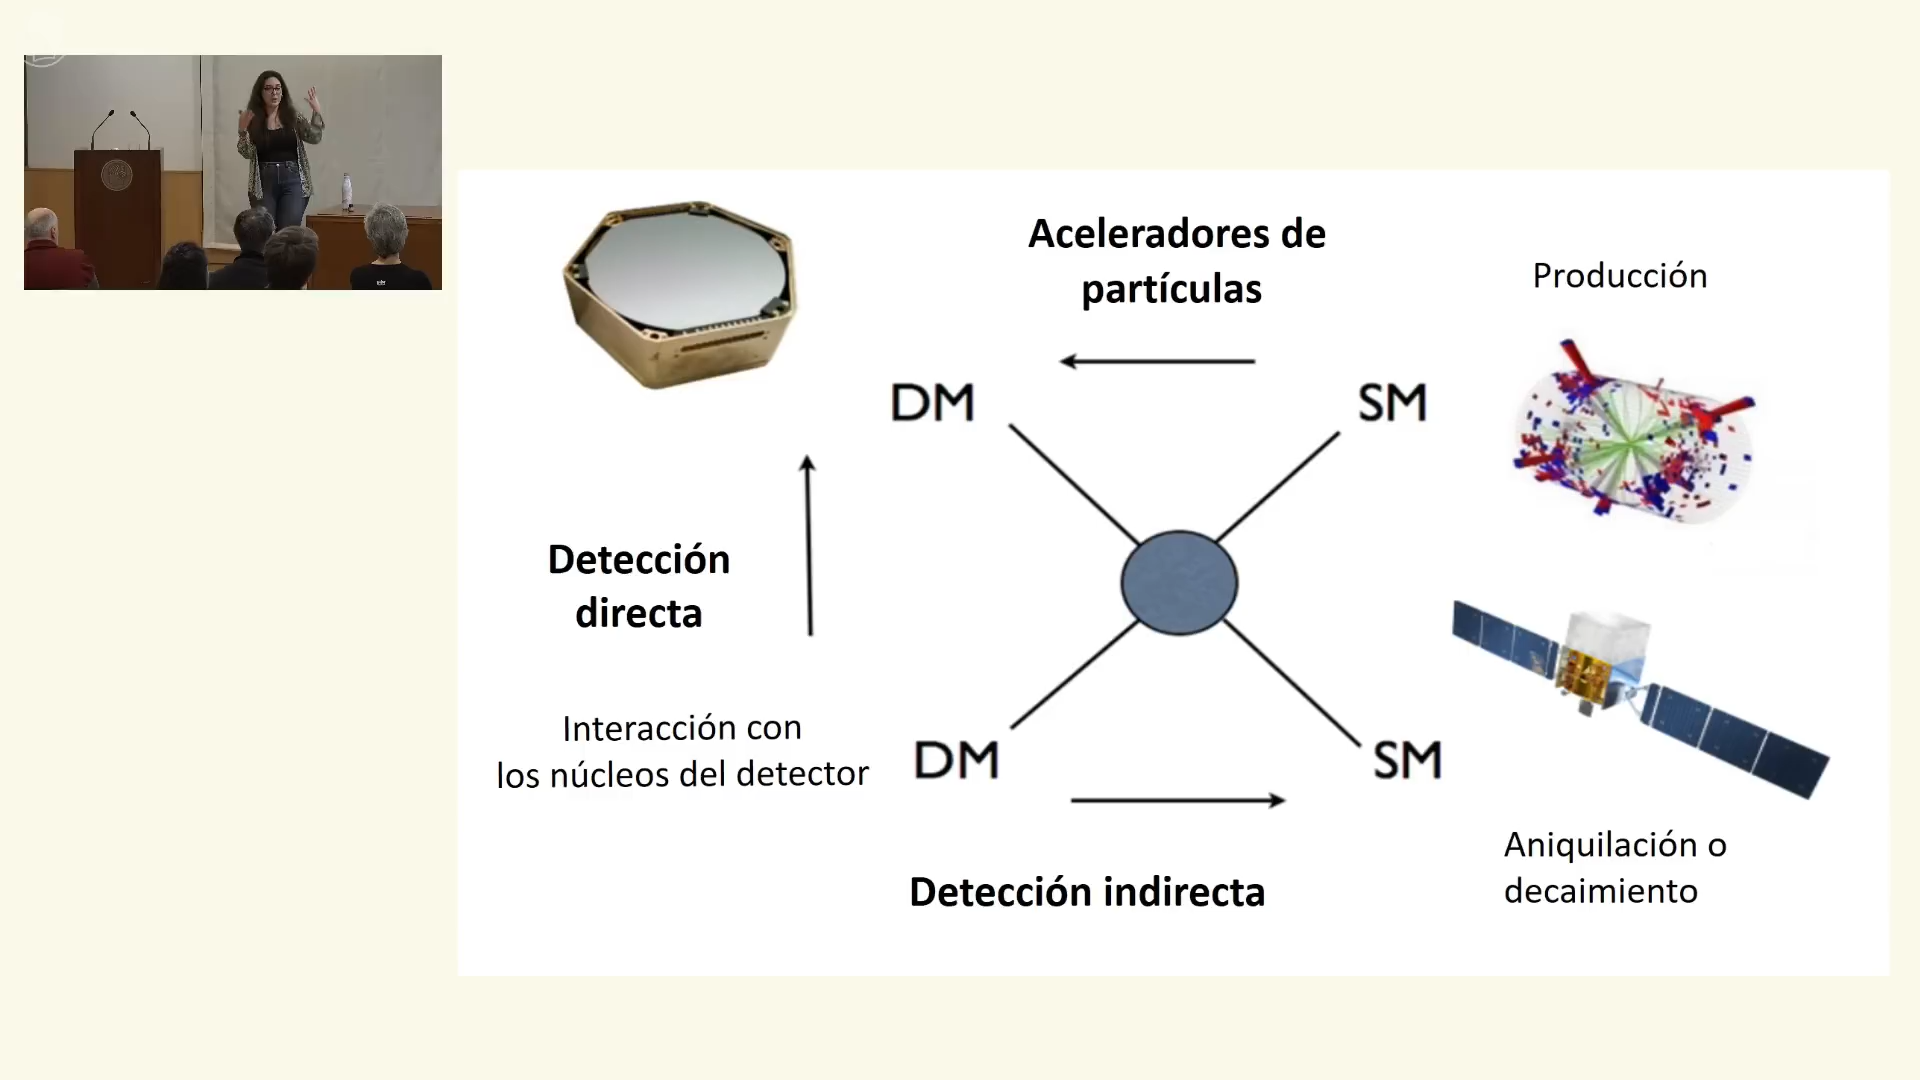 Aceleradores de
partículas
Producción
DM
SM
Detección
directa
Interacción con
los núcleos del detector
DM
SM
Detección indirecta
Aniquilación o
decaimiento